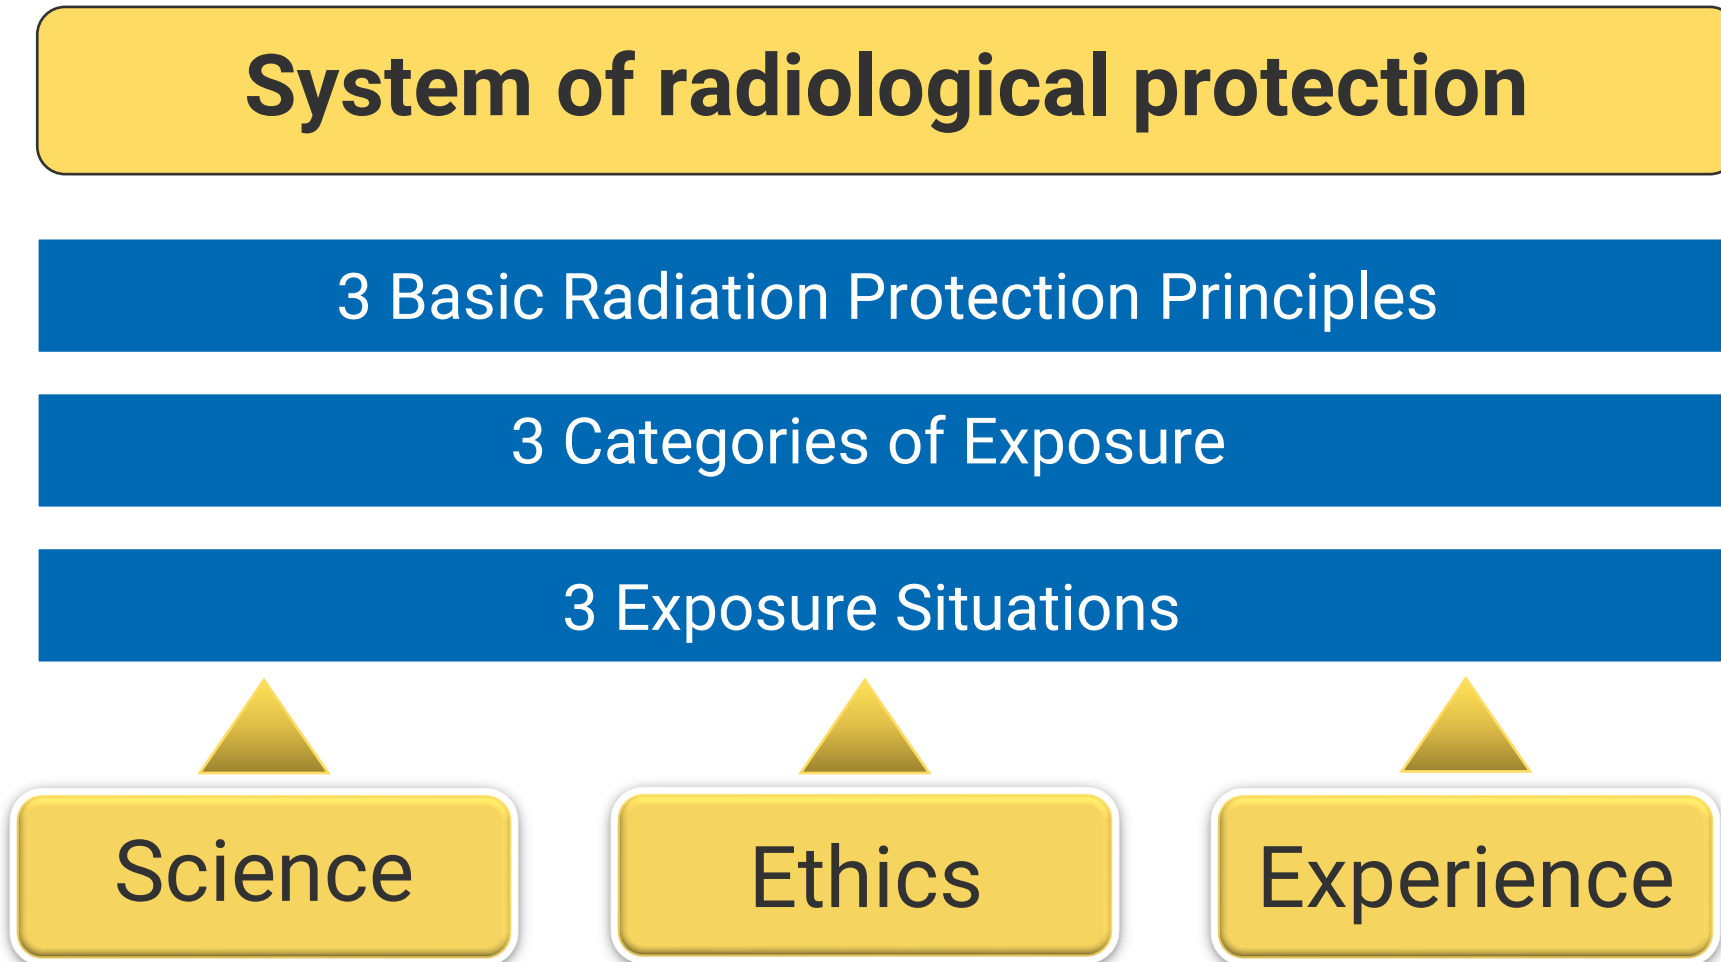 System of radiological protection
3 Basic Radiation Protection Principles
3 Categories of Exposure
3 Exposure Situations
Science
Ethics
Experience